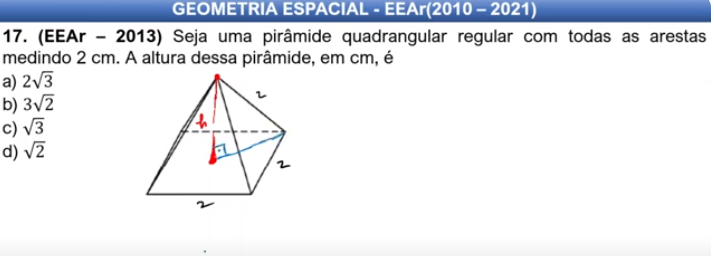 GEOMETRIA ESPACIAL - EEAr(2010 – 2021)
17. (EEAr – 2013) Seja uma pirâmide quadrangular regular com todas as arestas
medindo 2 cm. A altura dessa pirâmide, em cm, é
a) 2√3
b) 3√2
c) √3
d) √2
2
h
2
2